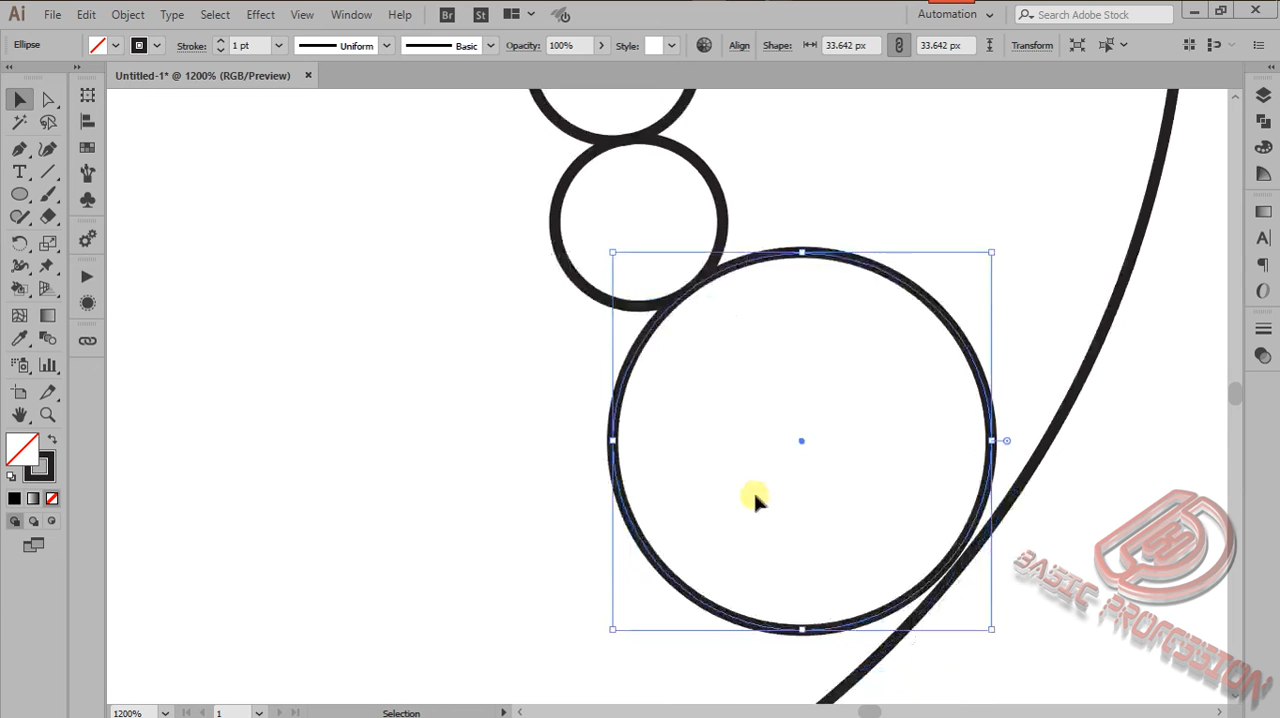 Ai File Edit Object Type Select Effect View Window Help Br St Automation Search Adobe Stock
Ellipse Stroke: 1 pt Uniform Basic Opacity: 100% Style: Align Shape: 33.642 px 33.642 px Transform
Untitled-1* @ 1200% (RGB/Preview)
BASIC PROFESSION
1200% 1 Selection